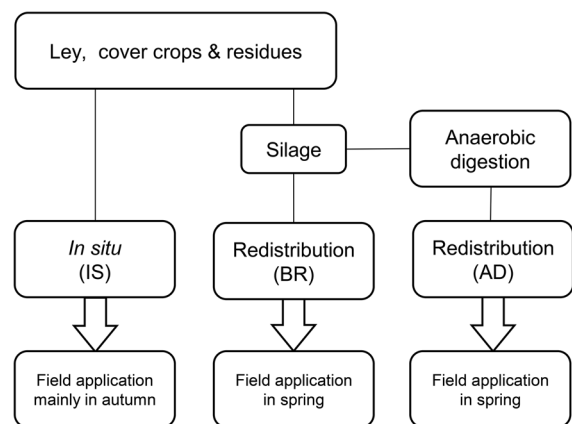 Ley, cover crops & residues
Silage
Anaerobic
digestion
In situ
(IS)
Redistribution
(BR)
Redistribution
(AD)
Field application
mainly in autumn
Field application
in spring
Field application
in spring